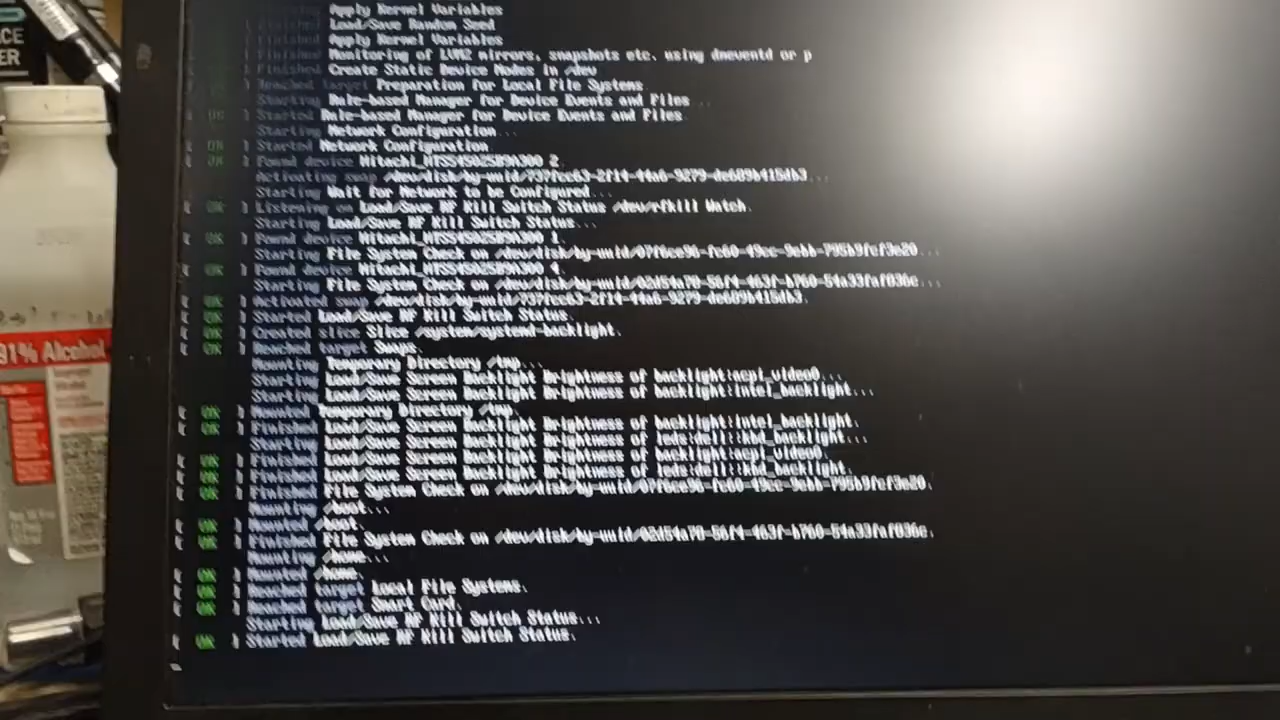 Apply Kernel Variables
Finished Load/Save Random Seed
Finished Apply Kernel Variables
Finished Monitoring of LVM2 mirrors, snapshots etc. using dmeventd or p
Finished Create Static Device Nodes in /dev
Reached target Preparation for Local File Systems
Starting Rule-based Manager for Device Events and Files...
[ OK ] Started Rule-based Manager for Device Events and Files
Starting Network Configuration...
[ OK ] Started Network Configuration
[ OK ] Found device Hitachi_HTS545025B9A300 2.
Activating swap /dev/disk/by-uuid/737fcc63-2f14-44a6-9279-de609b415db3...
Starting Wait for Network to be Configured...
[ OK ] Listening on Load/Save RF Kill Switch Status /dev/rfkill Watch.
Starting Load/Save RF Kill Switch Status...
[ OK ] Found device Hitachi_HTS545025B9A300 1.
Starting File System Check on /dev/disk/by-uuid/07f6ce96-fc60-49cc-9ebb-795b9fcf3e20...
[ OK ] Found device Hitachi_HTS545025B9A300 4.
Starting File System Check on /dev/disk/by-uuid/02d54a70-56f4-463f-b760-54a33faf036c...
[ OK ] Activated swap /dev/disk/by-uuid/737fcc63-2f14-44a6-9279-de609b415db3.
[ OK ] Started Load/Save RF Kill Switch Status.
[ OK ] Created slice Slice /system/systemd-backlight.
[ OK ] Reached target Swaps.
Mounting Temporary Directory /tmp...
Starting Load/Save Screen Backlight Brightness of backlight:acpi_video0...
Starting Load/Save Screen Backlight Brightness of backlight:intel_backlight...
[ OK ] Mounted Temporary Directory /tmp.
[ OK ] Finished Load/Save Screen Backlight Brightness of backlight:intel_backlight.
Starting Load/Save Screen Backlight Brightness of leds:dell::kbd_backlight...
[ OK ] Finished Load/Save Screen Backlight Brightness of backlight:acpi_video0.
[ OK ] Finished Load/Save Screen Backlight Brightness of leds:dell::kbd_backlight.
[ OK ] Finished File System Check on /dev/disk/by-uuid/07f6ce96-fc60-49cc-9ebb-795b9fcf3e20.
Mounting /boot...
[ OK ] Mounted /boot.
[ OK ] Finished File System Check on /dev/disk/by-uuid/02d54a70-56f4-463f-b760-54a33faf036c.
Mounting /home...
[ OK ] Mounted /home.
[ OK ] Reached target Local File Systems.
[ OK ] Reached target Smart Card.
Starting Load/Save RF Kill Switch Status...
[ OK ] Started Load/Save RF Kill Switch Status.
91% Alcohol